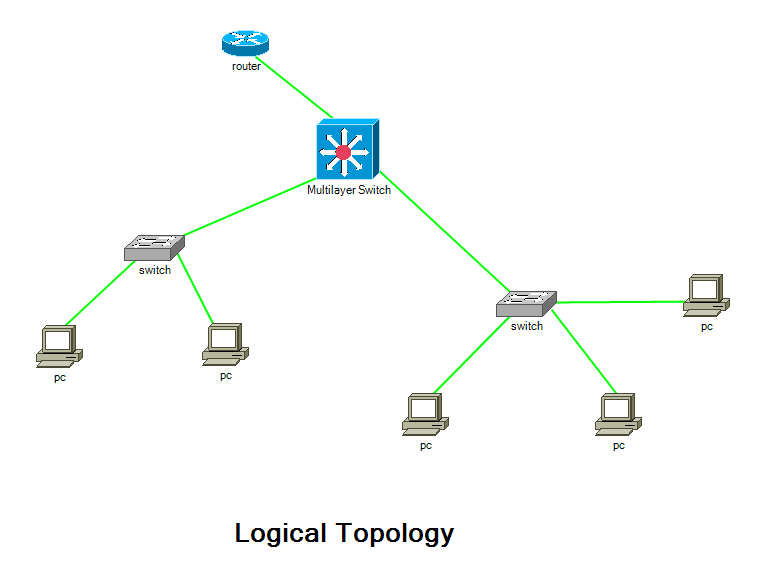 router
Multilayer Switch
switch
switch
pc
pc
pc
pc
pc
Logical Topology